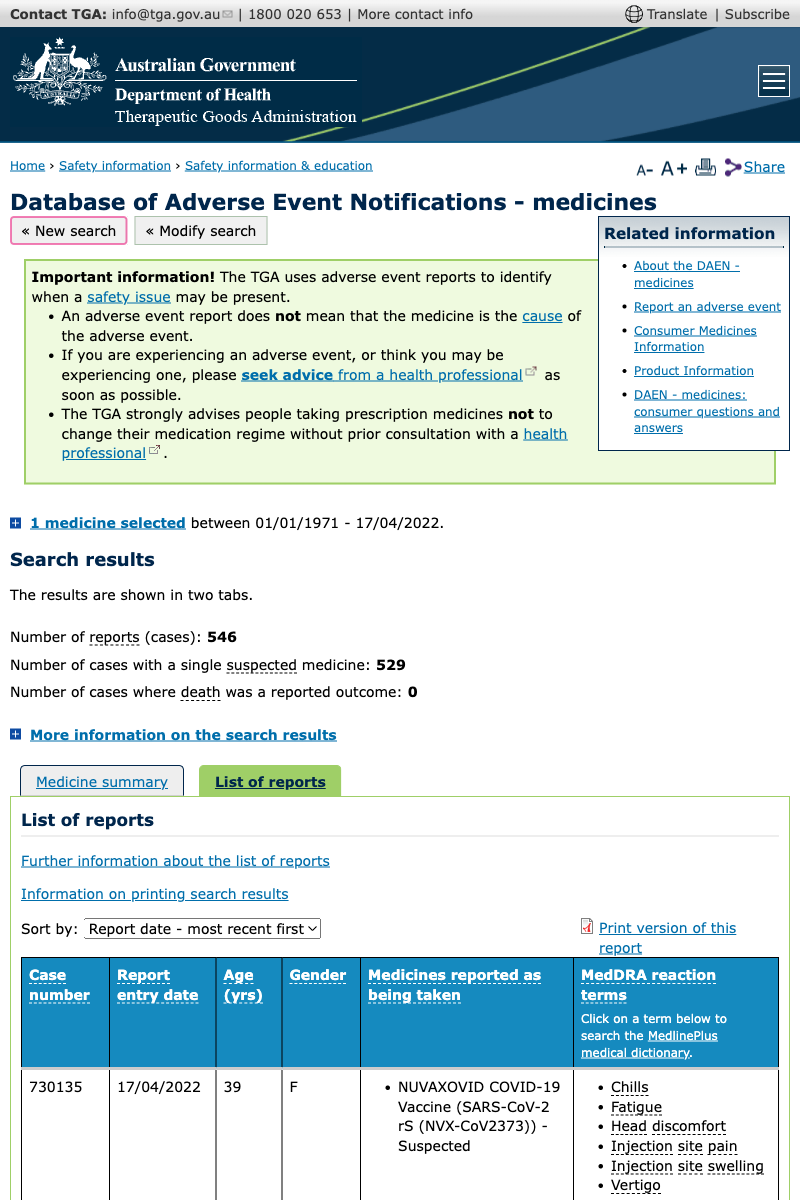 Contact TGA: info@tga.gov.au | 1800 020 653 | More contact info
Translate | Subscribe
Australian Government
Department of Health
Therapeutic Goods Administration
Home › Safety information › Safety information & education
A- A+ Share
Database of Adverse Event Notifications - medicines
« New search
« Modify search
Related information
• About the DAEN -
medicines
• Report an adverse event
• Consumer Medicines
Information
• Product Information
• DAEN - medicines:
consumer questions and
answers
Important information! The TGA uses adverse event reports to identify
when a safety issue may be present.
• An adverse event report does not mean that the medicine is the cause of
the adverse event.
• If you are experiencing an adverse event, or think you may be
experiencing one, please seek advice from a health professional as
soon as possible.
• The TGA strongly advises people taking prescription medicines not to
change their medication regime without prior consultation with a health
professional .
1 medicine selected between 01/01/1971 - 17/04/2022.
Search results
The results are shown in two tabs.
Number of reports (cases): 546
Number of cases with a single suspected medicine: 529
Number of cases where death was a reported outcome: 0
More information on the search results
Medicine summary
List of reports
List of reports
Further information about the list of reports
Information on printing search results
Sort by: Report date - most recent first
Print version of this
report
Case
number
Report
entry date
Age
(yrs)
Gender
Medicines reported as
being taken
MedDRA reaction
terms
Click on a term below to
search the MedlinePlus
medical dictionary.
730135
17/04/2022
39
F
• NUVAXOVID COVID-19
Vaccine (SARS-CoV-2
rS (NVX-CoV2373)) -
Suspected
• Chills
• Fatigue
• Head discomfort
• Injection site pain
• Injection site swelling
• Vertigo